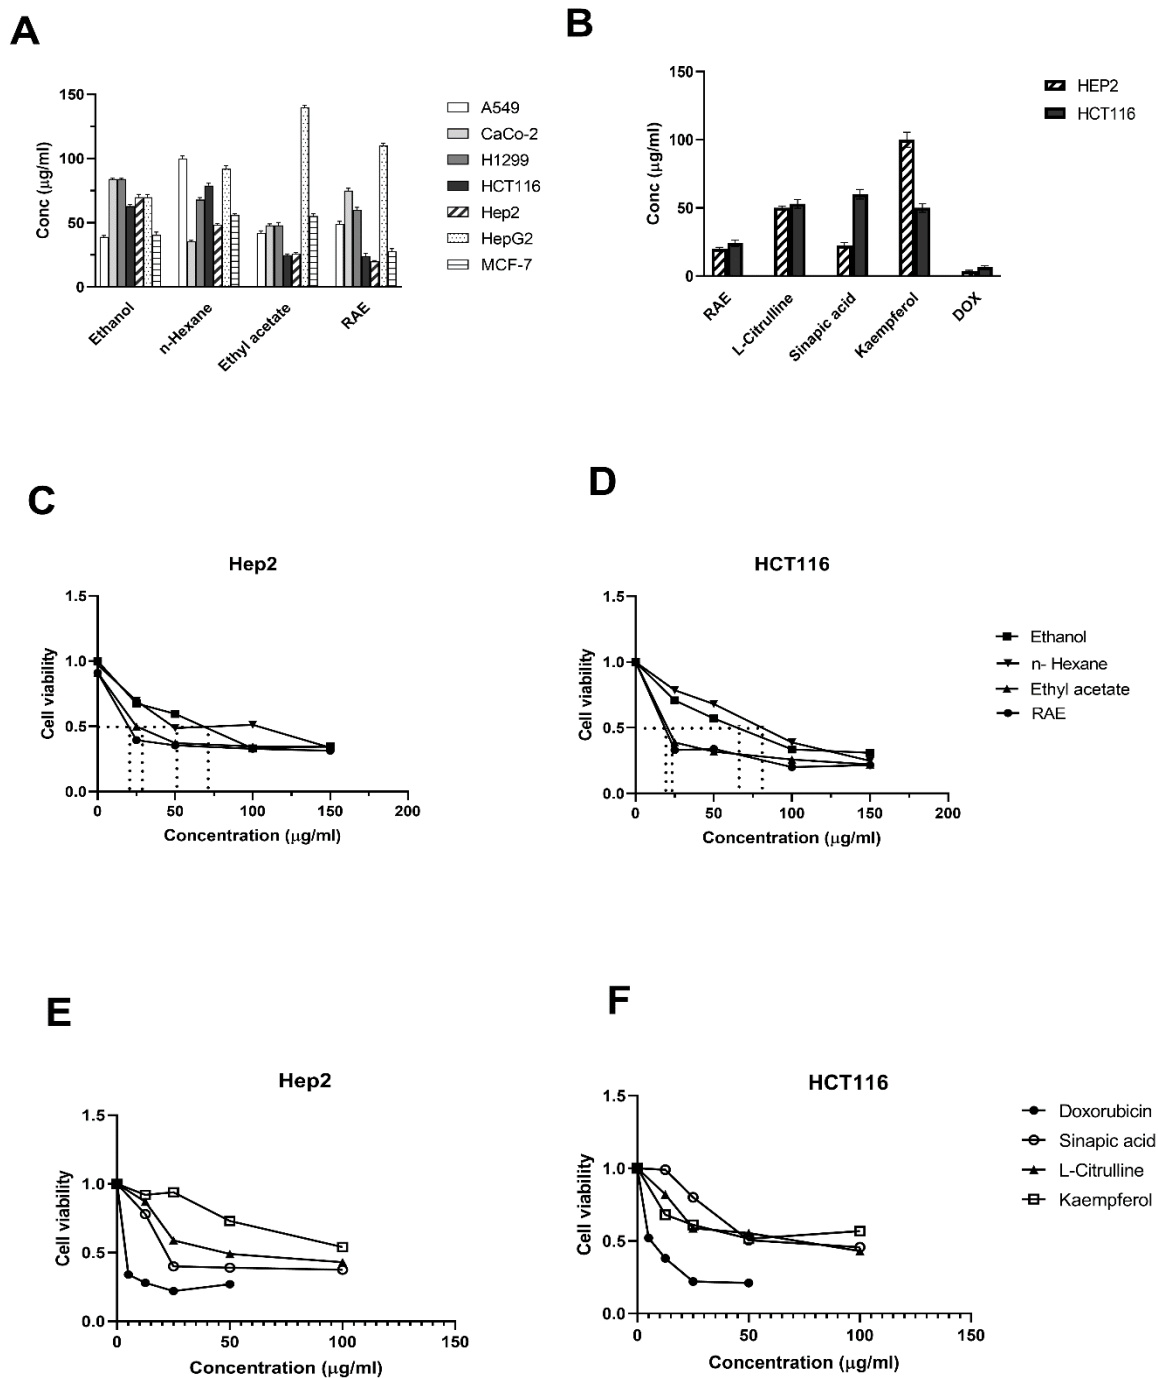 A
150
100
50
0
Conc (μg/ml)
Ethanol
n-Hexane
Ethyl acetate
RAE
A549
CaCo-2
H1299
HCT116
Hep2
HepG2
MCF-7
B
150
100
50
0
Conc (μg/ml)
RAE
L-Citrulline
Sinapic acid
Kaempferol
DOX
HEP2
HCT116
C
Hep2
1.5
1.0
0.5
0.0
Cell viability
0 50 100 150 200
Concentration (μg/ml)
D
HCT116
1.5
1.0
0.5
0.0
Cell viability
0 50 100 150 200
Concentration (μg/ml)
Ethanol
n- Hexane
Ethyl acetate
RAE
E
Hep2
1.5
1.0
0.5
0.0
Cell viability
0 50 100 150
Concentration (μg/ml)
F
HCT116
1.5
1.0
0.5
0.0
Cell viability
0 50 100 150
Concentration (μg/ml)
Doxorubicin
Sinapic acid
L-Citrulline
Kaempferol